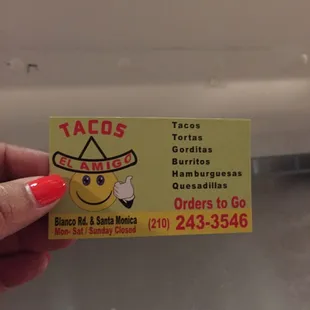 TACOS
EL AMIGO
Blanco Rd. & Santa Monica
Mon- Sat / Sunday Closed
Tacos
Tortas
Gorditas
Burritos
Hamburguesas
Quesadillas
Orders to Go
(210) 243-3546